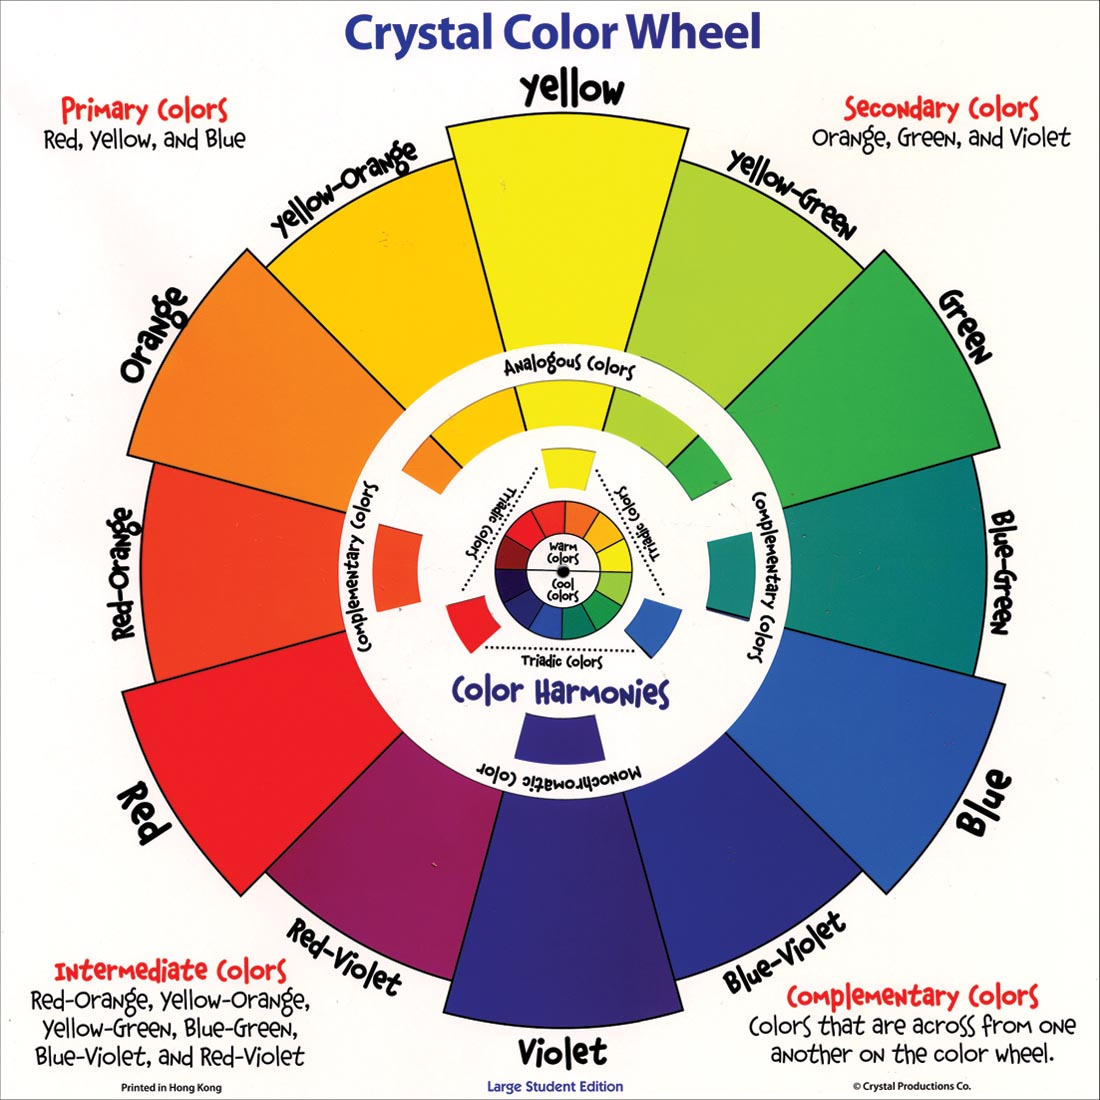 Crystal Color Wheel
Primary Colors
Red, Yellow, and Blue
Secondary Colors
Orange, Green, and Violet
Yellow
Yellow-Orange
Yellow-Green
Orange
Green
Red-Orange
Blue-Green
Red
Blue
Red-Violet
Blue-Violet
Violet
Analogous Colors
Complementary Colors
Complementary Colors
Triadic Colors
Triadic Colors
Warm
Colors
Cool
Colors
Triadic Colors
Color Harmonies
Monochromatic Color
Intermediate Colors
Red-Orange, Yellow-Orange,
Yellow-Green, Blue-Green,
Blue-Violet, and Red-Violet
Complementary Colors
Colors that are across from one
another on the color wheel.
Printed in Hong Kong
Large Student Edition
© Crystal Productions Co.